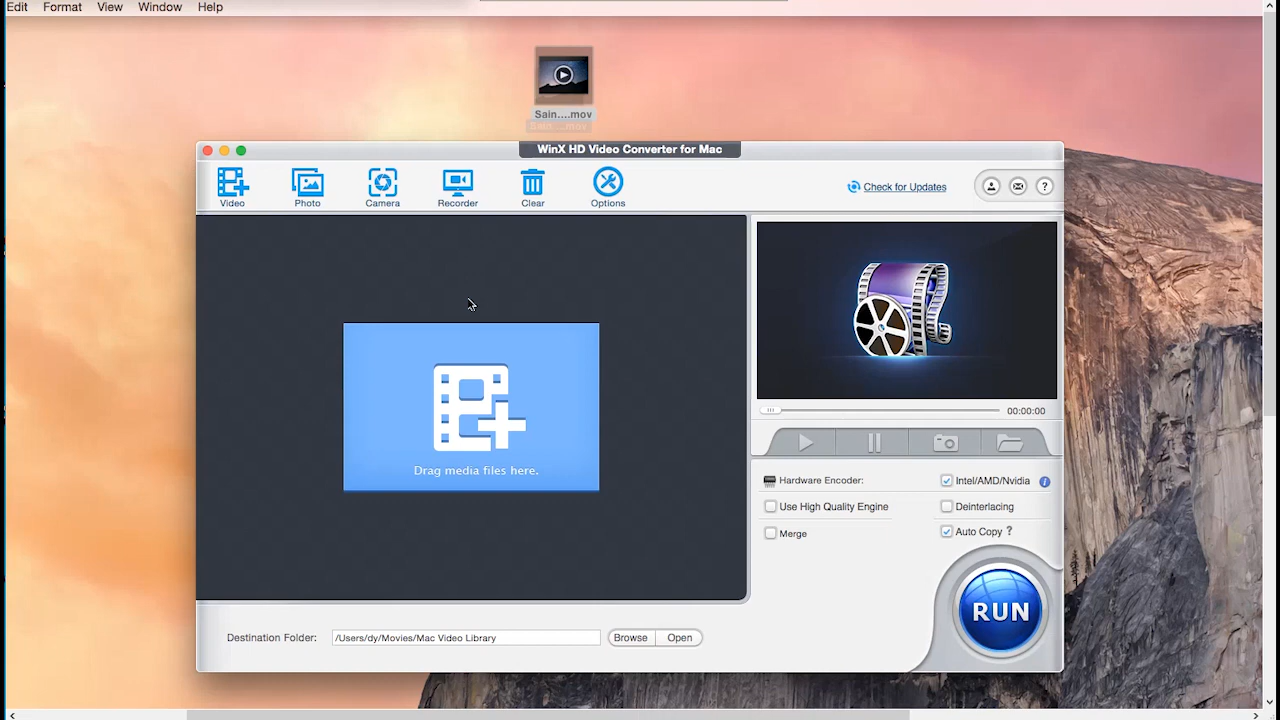 Edit Format View Window Help
Sain....mov
WinX HD Video Converter for Mac
Video Photo Camera Recorder Clear Options
Check for Updates
?
Drag media files here.
00:00:00
Hardware Encoder: Intel/AMD/Nvidia i
Use High Quality Engine Deinterlacing
Merge Auto Copy ?
RUN
Destination Folder: /Users/dy/Movies/Mac Video Library Browse Open